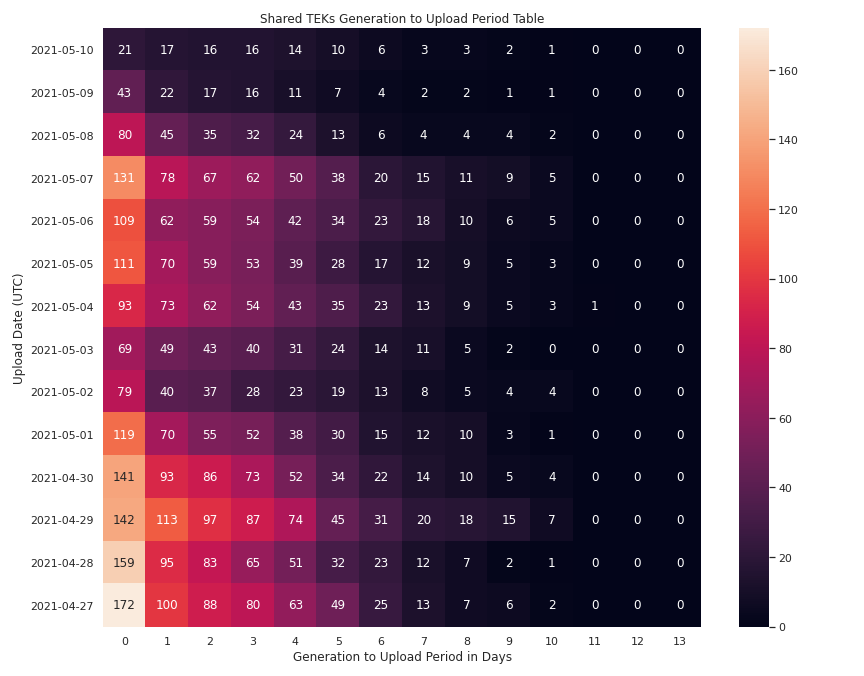 Shared TEKs Generation to Upload Period Table
Upload Date (UTC)
2021-05-10 21 17 16 16 14 10 6 3 3 2 1 0 0 0
2021-05-09 43 22 17 16 11 7 4 2 2 1 1 0 0 0
2021-05-08 80 45 35 32 24 13 6 4 4 4 2 0 0 0
2021-05-07 131 78 67 62 50 38 20 15 11 9 5 0 0 0
2021-05-06 109 62 59 54 42 34 23 18 10 6 5 0 0 0
2021-05-05 111 70 59 53 39 28 17 12 9 5 3 0 0 0
2021-05-04 93 73 62 54 43 35 23 13 9 5 3 1 0 0
2021-05-03 69 49 43 40 31 24 14 11 5 2 0 0 0 0
2021-05-02 79 40 37 28 23 19 13 8 5 4 4 0 0 0
2021-05-01 119 70 55 52 38 30 15 12 10 3 1 0 0 0
2021-04-30 141 93 86 73 52 34 22 14 10 5 4 0 0 0
2021-04-29 142 113 97 87 74 45 31 20 18 15 7 0 0 0
2021-04-28 159 95 83 65 51 32 23 12 7 2 1 0 0 0
2021-04-27 172 100 88 80 63 49 25 13 7 6 2 0 0 0
0 1 2 3 4 5 6 7 8 9 10 11 12 13
Generation to Upload Period in Days
160
140
120
100
80
60
40
20
0